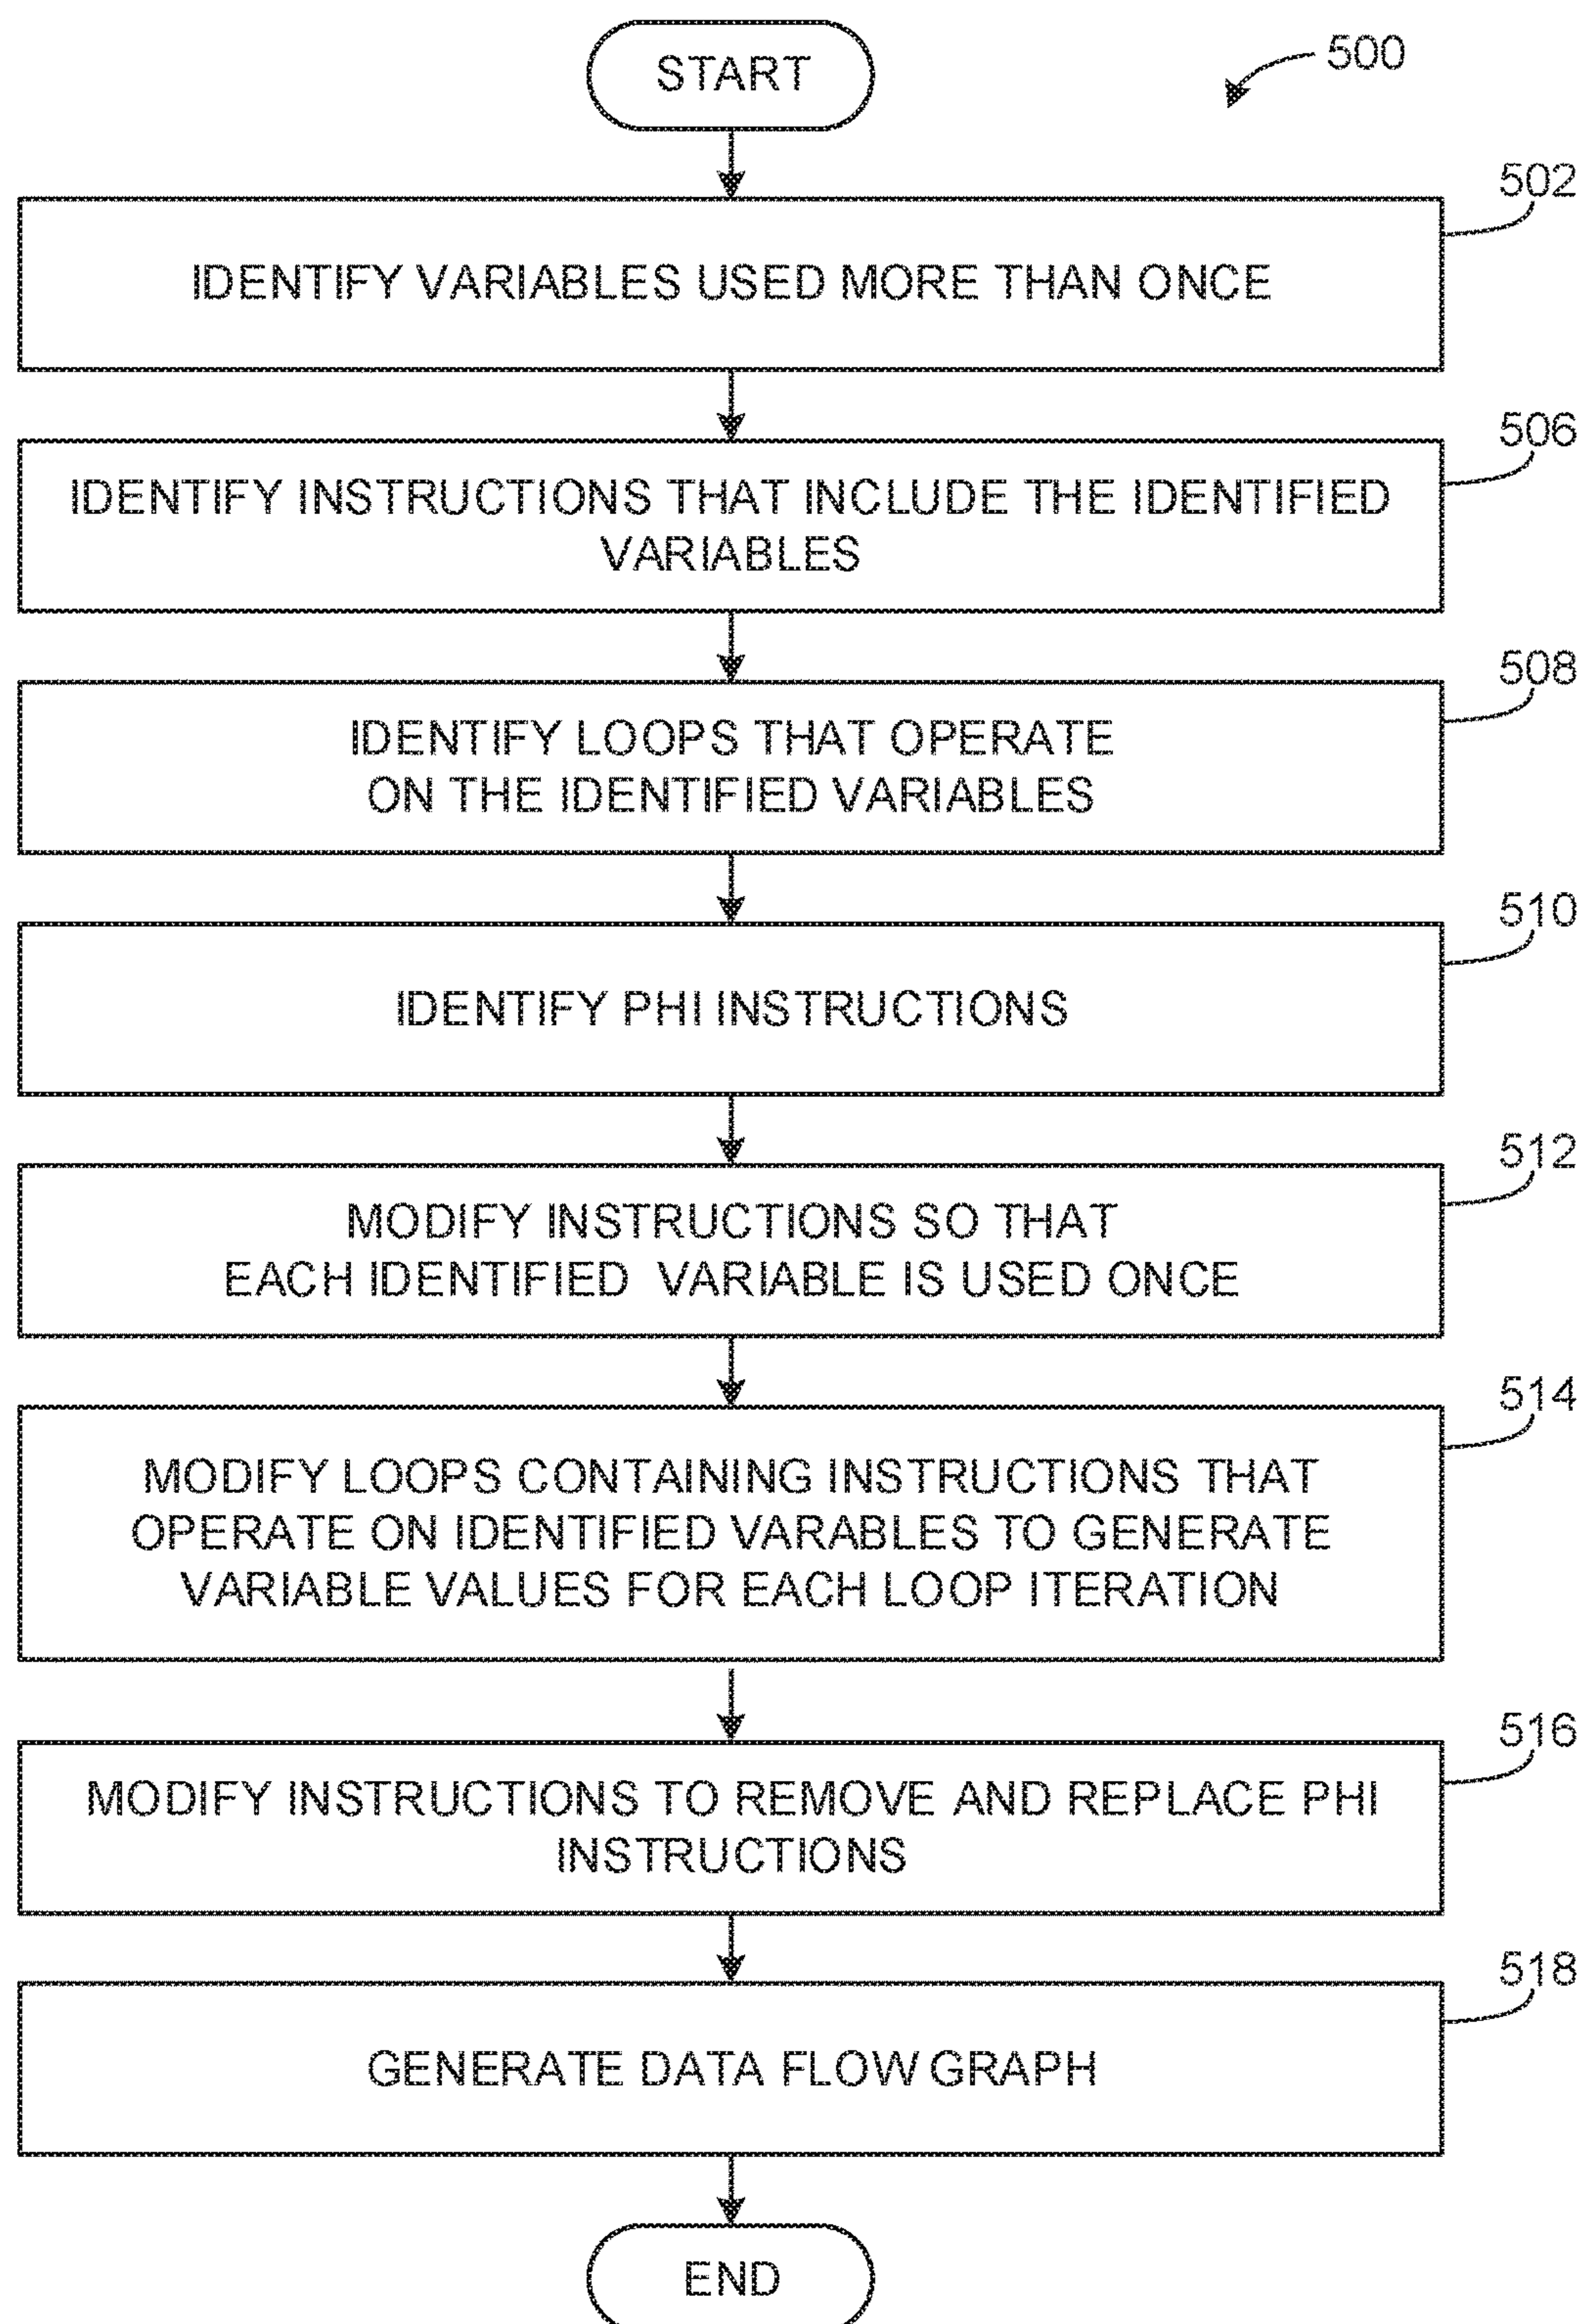 START
500
502
IDENTIFY VARIABLES USED MORE THAN ONCE
506
IDENTIFY INSTRUCTIONS THAT INCLUDE THE IDENTIFIED
VARIABLES
508
IDENTIFY LOOPS THAT OPERATE
ON THE IDENTIFIED VARIABLES
510
IDENTIFY PHI INSTRUCTIONS
512
MODIFY INSTRUCTIONS SO THAT
EACH IDENTIFIED VARIABLE IS USED ONCE
514
MODIFY LOOPS CONTAINING INSTRUCTIONS THAT
OPERATE ON IDENTIFIED VARABLES TO GENERATE
VARIABLE VALUES FOR EACH LOOP ITERATION
516
MODIFY INSTRUCTIONS TO REMOVE AND REPLACE PHI
INSTRUCTIONS
518
GENERATE DATA FLOW GRAPH
END